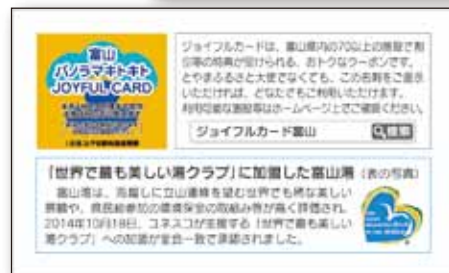 富山
パノラマキトキト
JOYFUL CARD
ジョイフルカードは、富山県内の70以上の施設で割
引等の特典が受けられる、おトクなクーポンです。
とやまふるさと大使でなくても、この名刺をご提示
いただければ、どなたでもご利用いただけます。
利用可能な施設等はホームページ上でご確認ください。
ジョイフルカード富山
検索
「世界で最も美しい湾クラブ」に加盟した富山湾(表の写真)
富山湾は、海越しに立山連峰を望む世界でも稀な美しい
景観や、県民総参加の環境保全の取組み等が高く評価され、
2014年10月18日、ユネスコが支援する「世界で最も美しい
湾クラブ」への加盟が全会一致で承認されました。